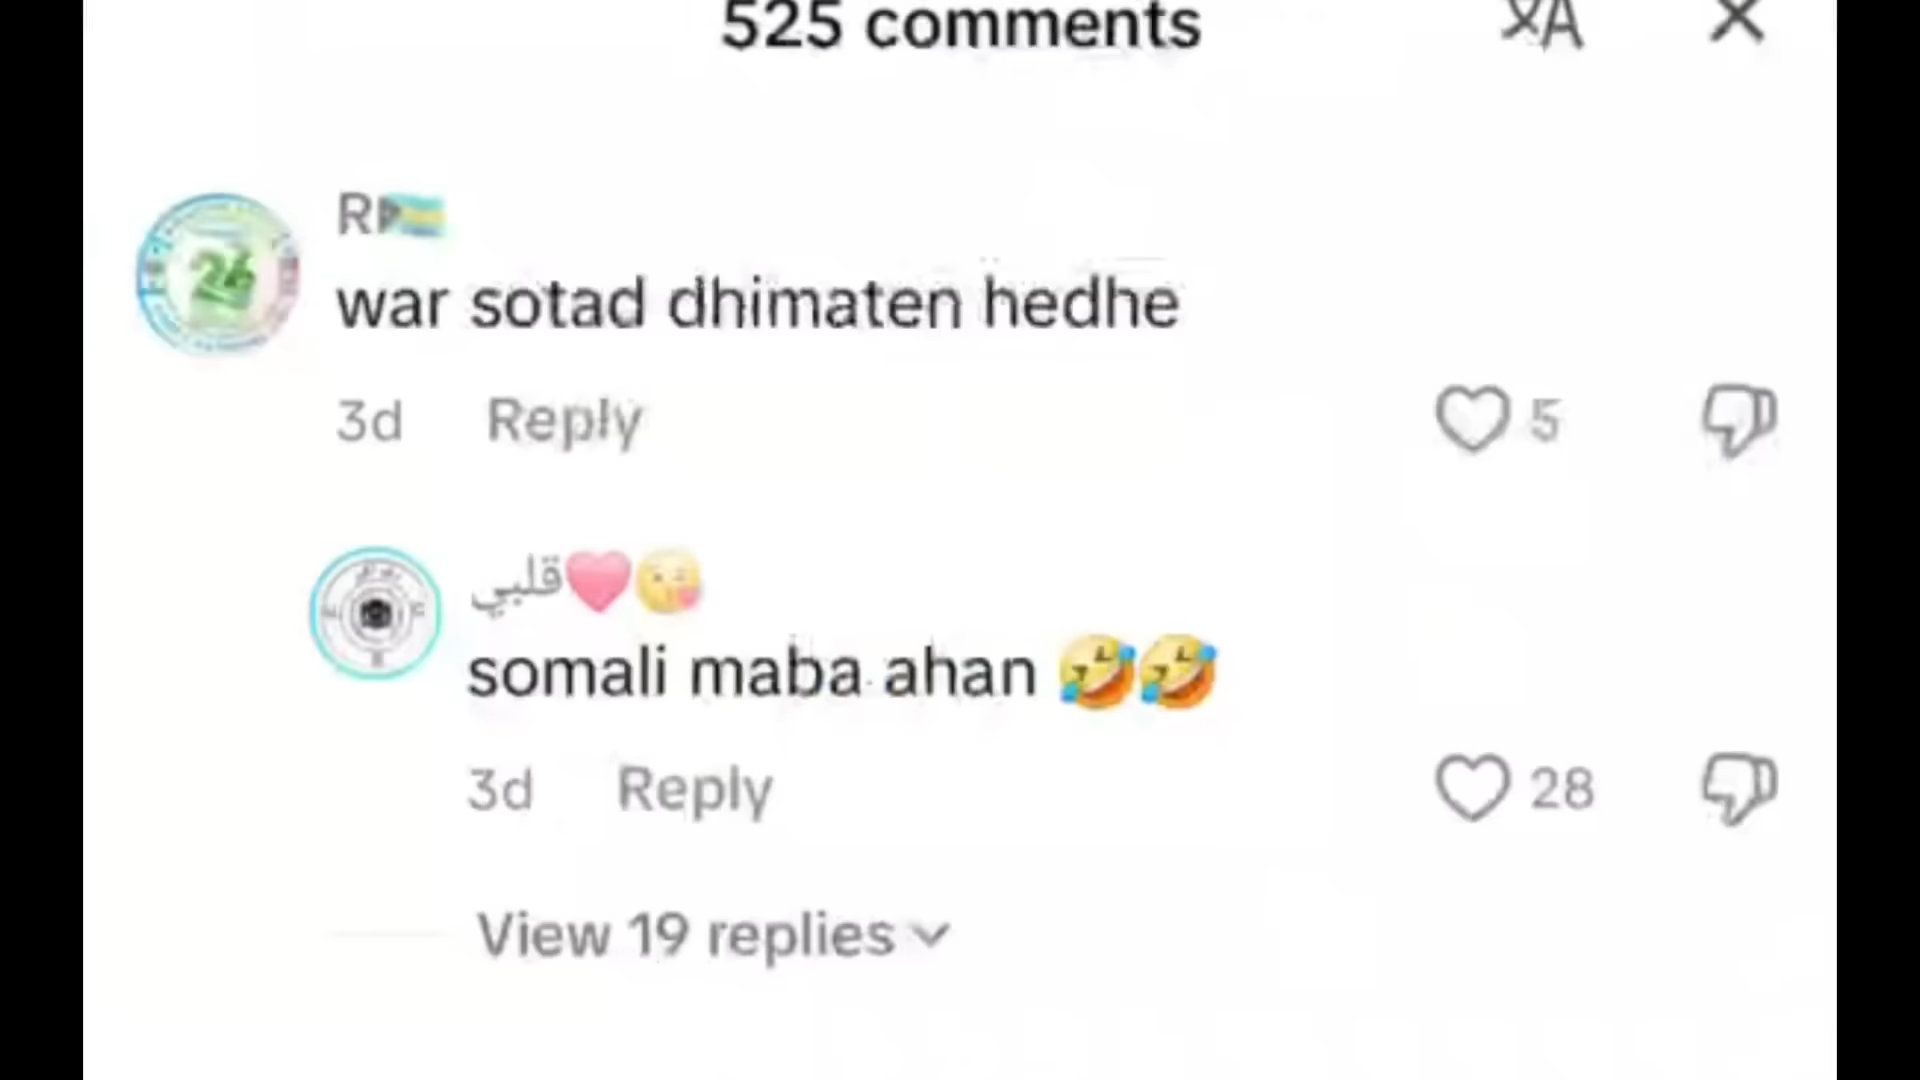 525 comments
R🇧🇸
war sotad dhimaten hedhe
3d Reply 5
قلبي❤️😘
somali maba ahan 🤣🤣
3d Reply 28
View 19 replies